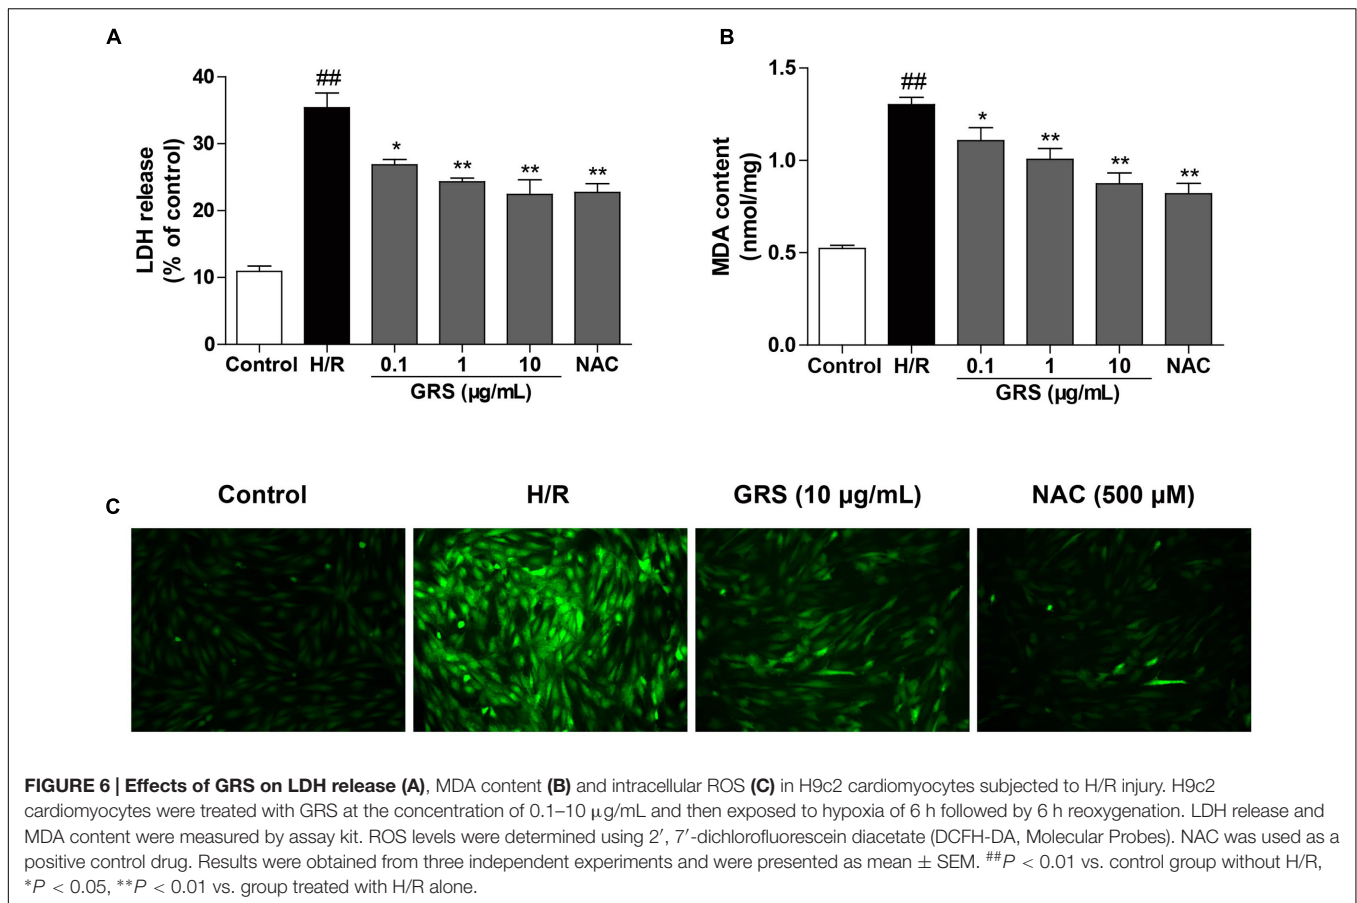 A
40
30
20
10
0
LDH release
(% of control)
##
*
**
**
**
Control H/R 0.1 1 10 NAC
GRS (µg/mL)
B
1.5
1.0
0.5
0.0
MDA content
(nmol/mg)
##
*
**
**
**
Control H/R 0.1 1 10 NAC
GRS (µg/mL)
C
Control H/R GRS (10 µg/mL) NAC (500 µM)
FIGURE 6 | Effects of GRS on LDH release (A), MDA content (B) and intracellular ROS (C) in H9c2 cardiomyocytes subjected to H/R injury. H9c2
cardiomyocytes were treated with GRS at the concentration of 0.1–10 µg/mL and then exposed to hypoxia of 6 h followed by 6 h reoxygenation. LDH release and
MDA content were measured by assay kit. ROS levels were determined using 2′, 7′-dichlorofluorescein diacetate (DCFH-DA, Molecular Probes). NAC was used as a
positive control drug. Results were obtained from three independent experiments and were presented as mean ± SEM. ##P < 0.01 vs. control group without H/R,
*P < 0.05, **P < 0.01 vs. group treated with H/R alone.